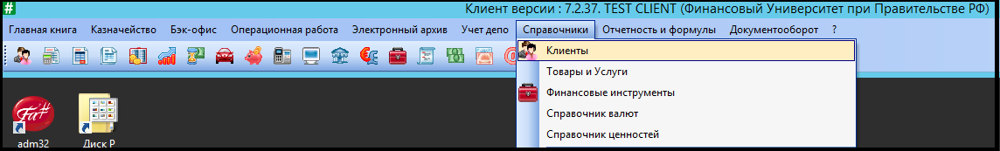 Клиент версии : 7.2.37. TEST CLIENT (Финансовый Университет при Правительстве РФ)
Главная книга Казначейство Бэк-офис Операционная работа Электронный архив Учет депо Справочники Отчетность и формулы Документооборот ?
Клиенты
Товары и Услуги
Финансовые инструменты
Справочник валют
Справочник ценностей
adm32 Диск P